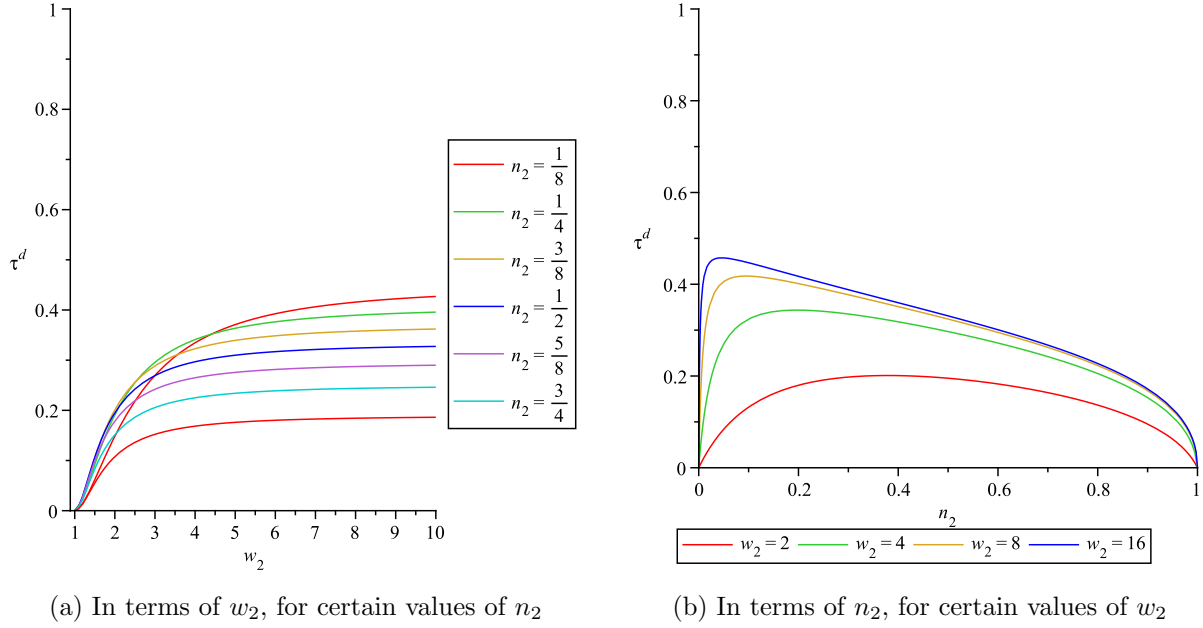 1
0.8
0.6
τ^d
0.4
0.2
0
1 2 3 4 5 6 7 8 9 10
w_2
n_2 = 1/8
n_2 = 1/4
n_2 = 3/8
n_2 = 1/2
n_2 = 5/8
n_2 = 3/4
(a) In terms of w_2, for certain values of n_2
1
0.8
0.6
τ^d
0.4
0.2
0
0 0.2 0.4 0.6 0.8 1
n_2
w_2 = 2 w_2 = 4 w_2 = 8 w_2 = 16
(b) In terms of n_2, for certain values of w_2